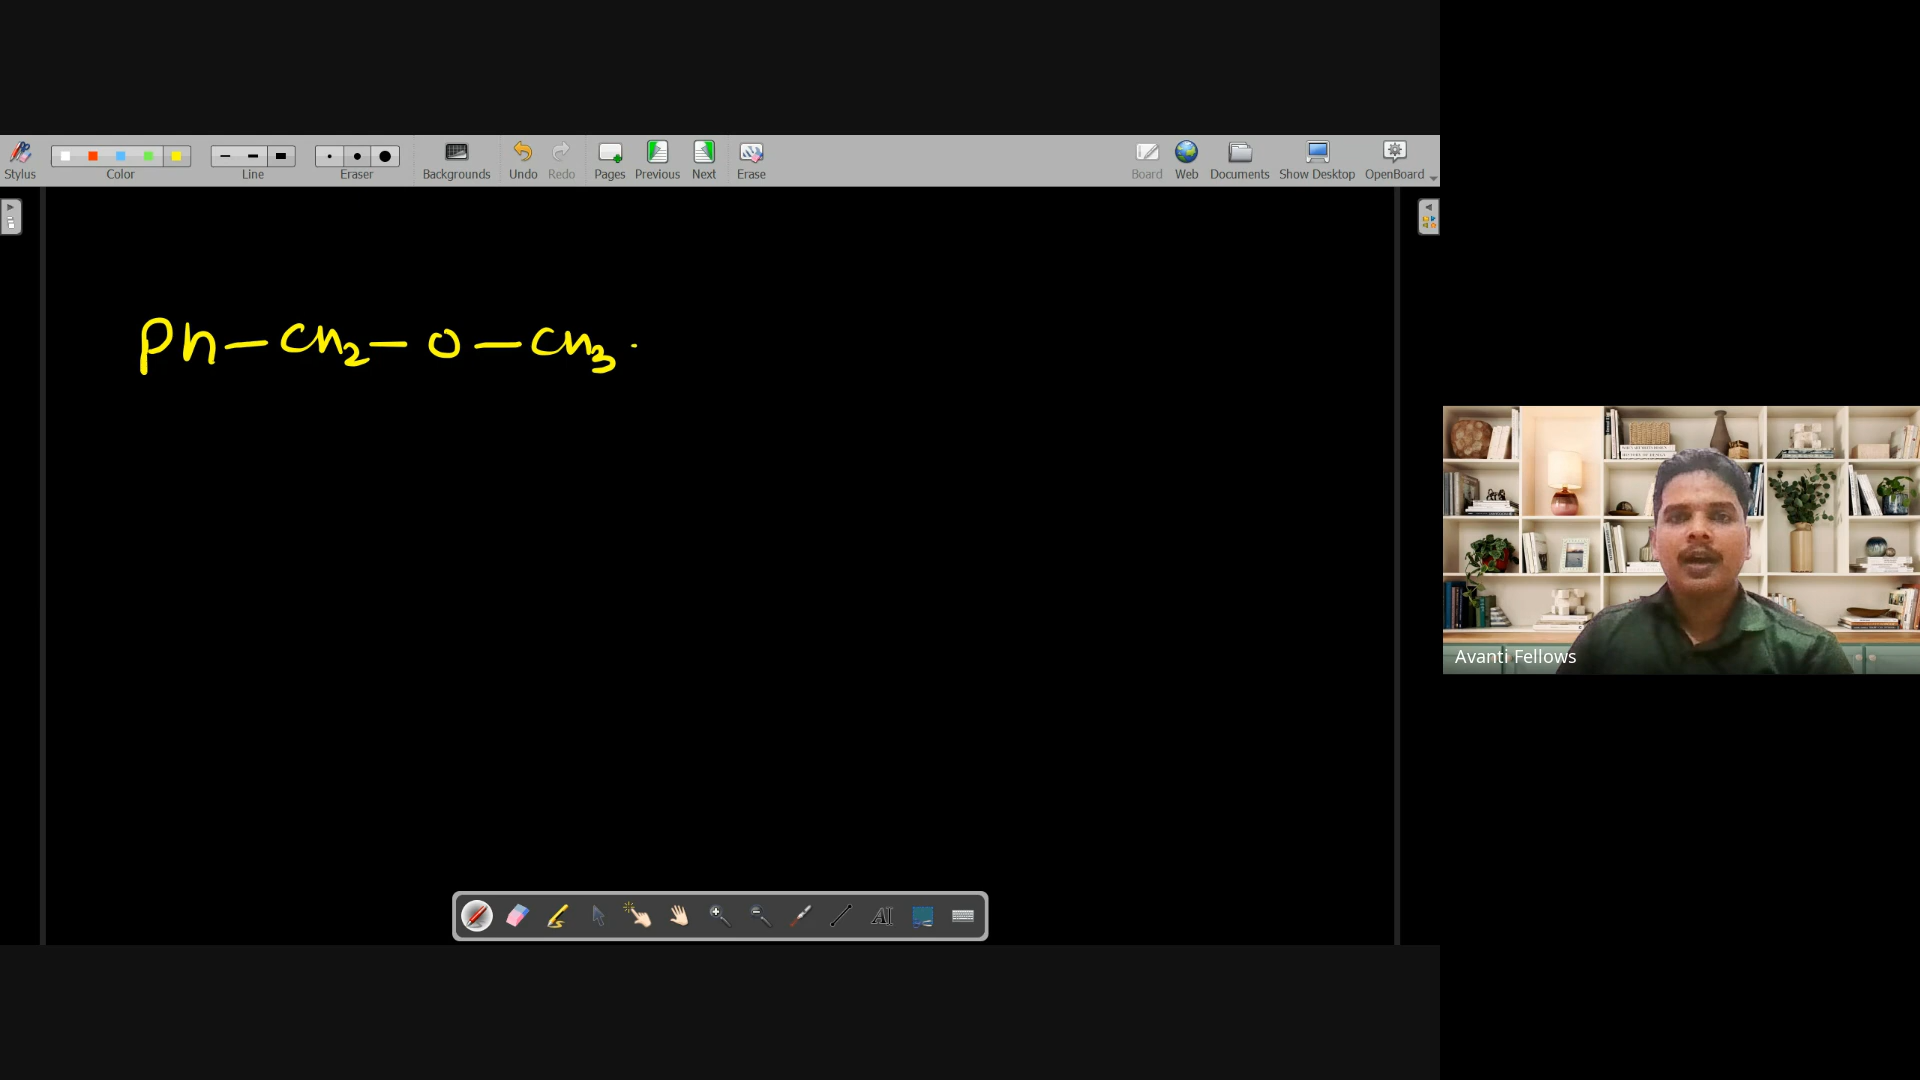 Stylus
Color
Line
Eraser
Backgrounds
Undo
Redo
Pages
Previous
Next
Erase
Board
Web
Documents
Show Desktop
OpenBoard
Ph-CH2-O-CH3.
Avanti Fellows
AI